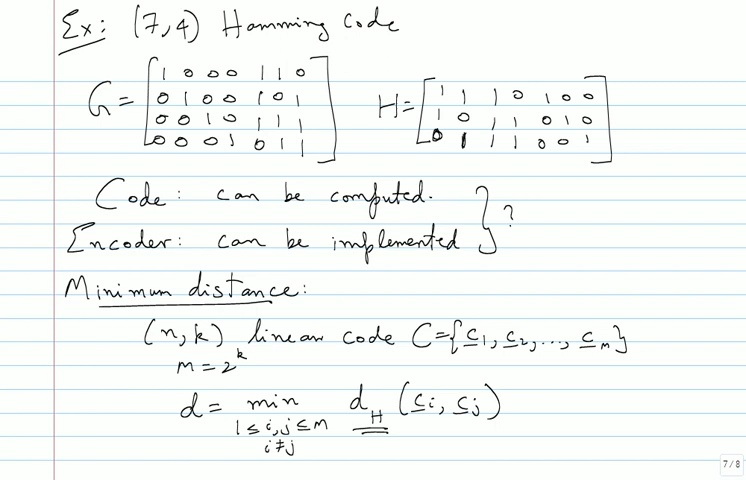 Ex: (7,4) Hamming Code
G = [1 0 0 0 1 1 0
0 1 0 0 1 0 1
0 0 1 0 1 1 1
0 0 0 1 0 1 1]
H = [1 1 1 0 1 0 0
1 0 1 1 0 1 0
0 1 1 1 0 0 1]
Code: can be computed.
Encoder: can be implemented } ?
Minimum distance:
(n,k) linear code C={c1, c2, ..., cM}
M = 2^k
d = min d_H (ci, cj)
1≤i,j≤M
i≠j
7 / 8